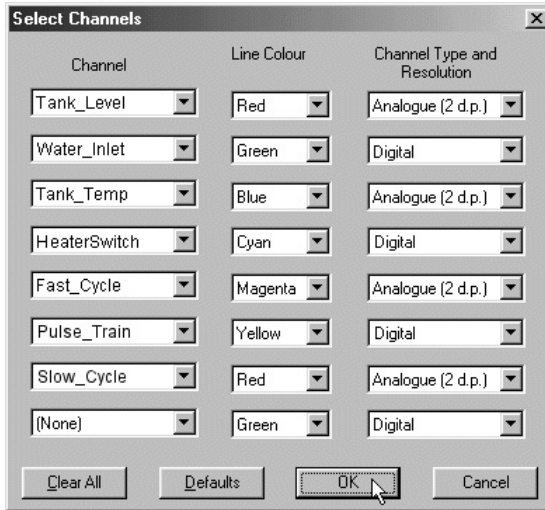 Select Channels
Channel Line Colour Channel Type and Resolution
Tank_Level Red Analogue (2 d.p.)
Water_Inlet Green Digital
Tank_Temp Blue Analogue (2 d.p.)
HeaterSwitch Cyan Digital
Fast_Cycle Magenta Analogue (2 d.p.)
Pulse_Train Yellow Digital
Slow_Cycle Red Analogue (2 d.p.)
(None) Green Digital
Clear All Defaults OK Cancel